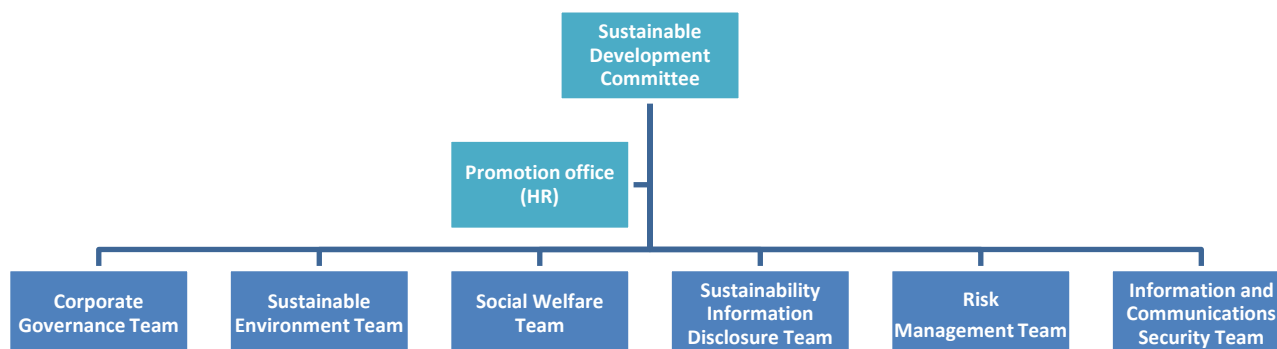 Sustainable
Development
Committee
Promotion office
(HR)
Corporate
Governance Team
Sustainable
Environment Team
Social Welfare
Team
Sustainability
Information
Disclosure Team
Risk
Management Team
Information and
Communications
Security Team